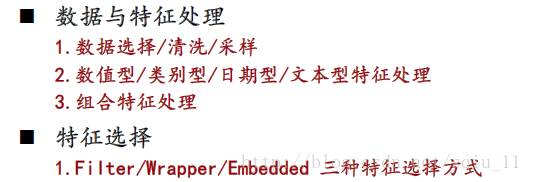 ■ 数据与特征处理
1.数据选择/清洗/采样
2.数值型/类别型/日期型/文本型特征处理
3.组合特征处理
■ 特征选择
1.Filter/Wrapper/Embedded 三种特征选择方式